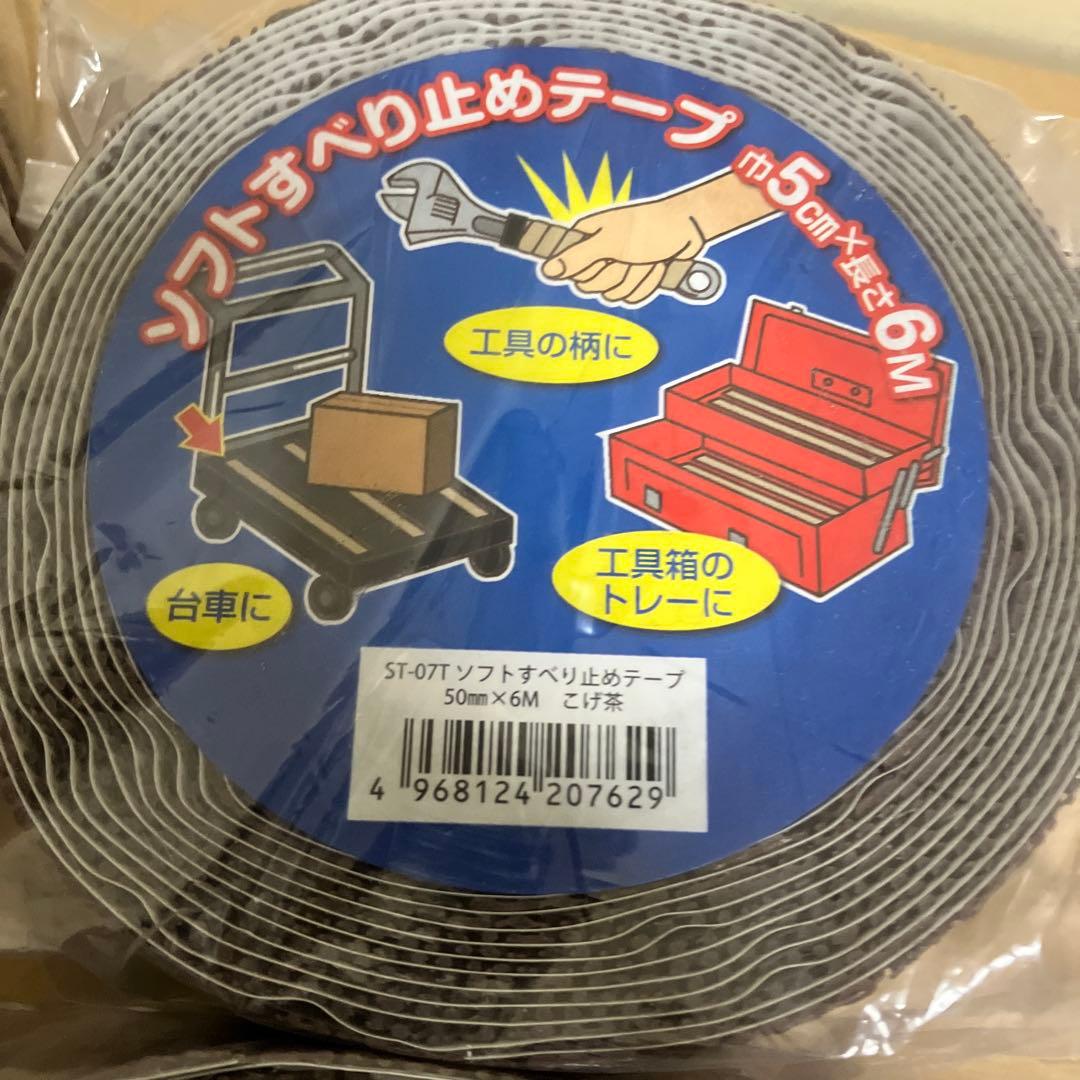 ソフトすべり止めテープ
巾5㎝×長さ6M
工具の柄に
台車に
工具箱の
トレーに
ST-07T ソフトすべり止めテープ
50㎜×6M こげ茶
4 968124 207629